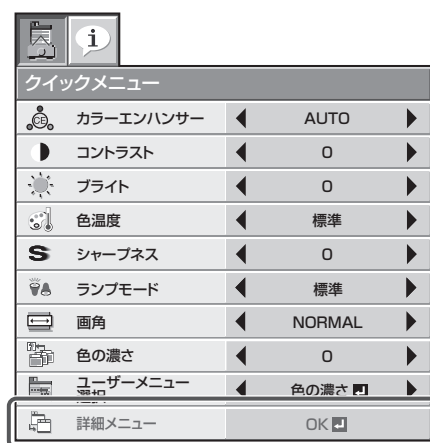 クイックメニュー
CE カラーエンハンサー AUTO
コントラスト 0
ブライト 0
色温度 標準
S シャープネス 0
ランプモード 標準
画角 NORMAL
色の濃さ 0
ユーザーメニュー
選択 色の濃さ
詳細メニュー OK